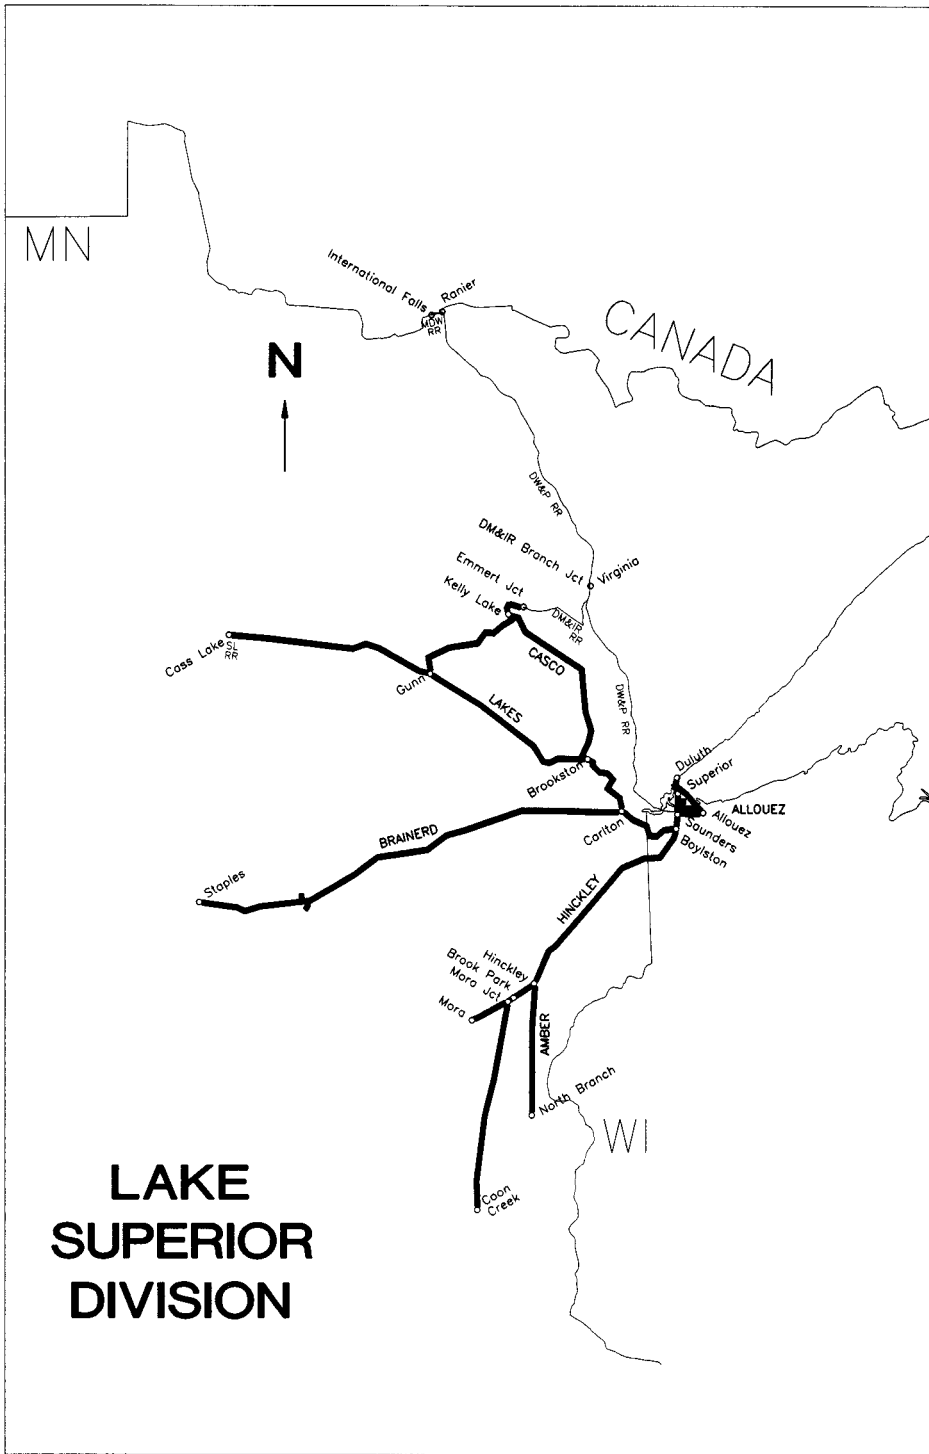 MN
International Falls
Ranier
MDW
RR
CANADA
N
DW&P RR
DM&IR Branch Jct
Virginia
Emmert Jct
Kelly Lake
DM&IR
RR
Cass Lake
SL
RR
CASCO
Gunn
LAKES
DW&P RR
Brookston
Duluth
Superior
ALLOUEZ
Allouez
Carlton
Saunders
Boylston
BRAINERD
Staples
HINCKLEY
Hinckley
Brook Park
Mora Jct
Mora
AMBER
North Branch
WI
Coon
Creek
LAKE
SUPERIOR
DIVISION